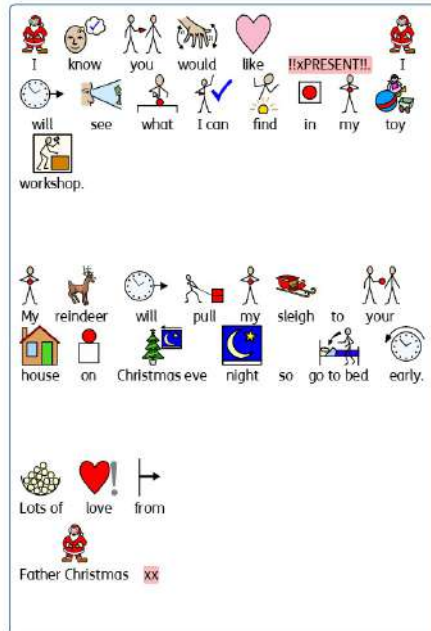 I know you would like !!xPRESENT!!. I
will see what I can find in my toy
workshop.
My reindeer will pull my sleigh to your
house on Christmas eve night so go to bed early.
Lots of love from
Father Christmas xx